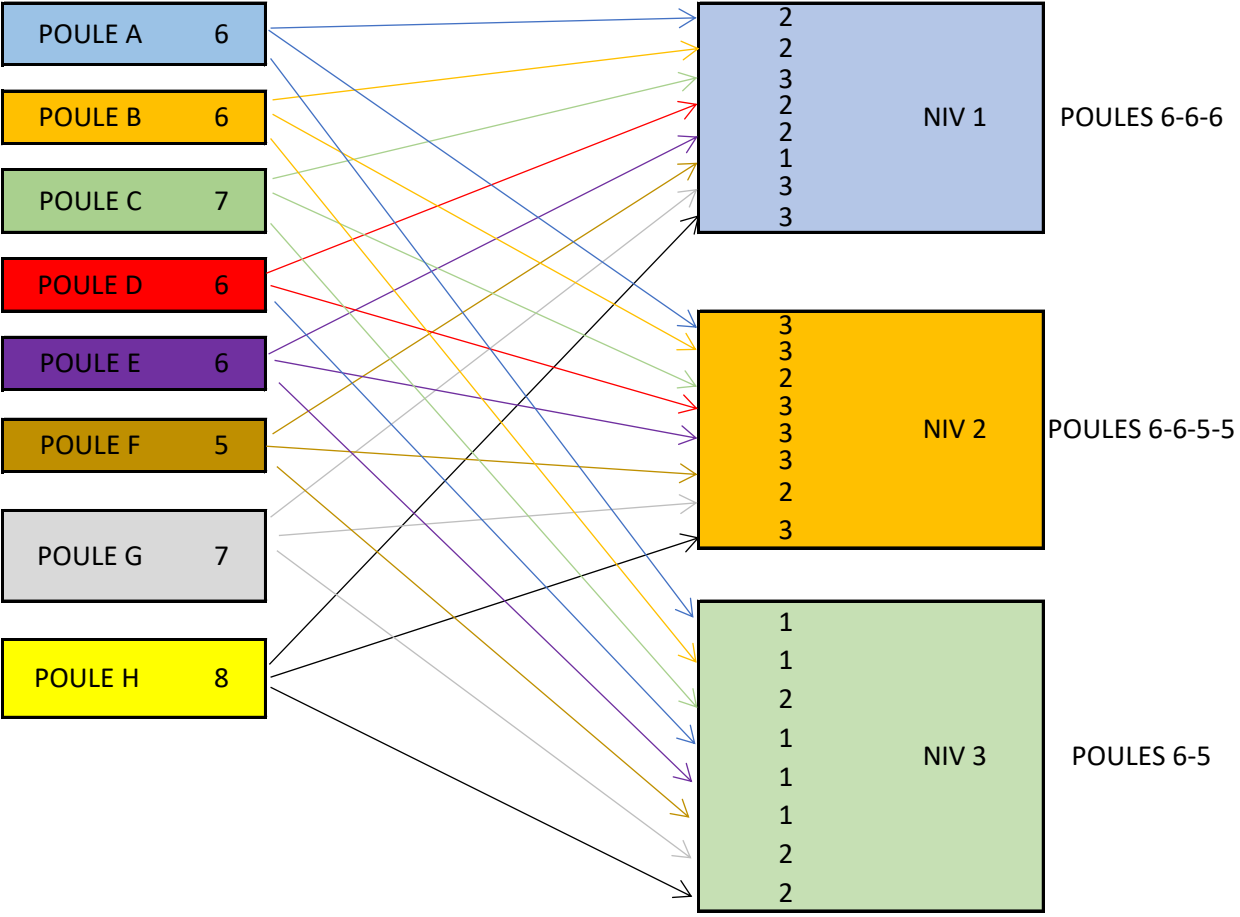 POULE A 6
POULE B 6
POULE C 7
POULE D 6
POULE E 6
POULE F 5
POULE G 7
POULE H 8
2
2
3
2
2
1
3
3
NIV 1
POULES 6-6-6
3
3
2
3
3
3
2
3
NIV 2
POULES 6-6-5-5
1
1
2
1
1
1
2
2
NIV 3
POULES 6-5